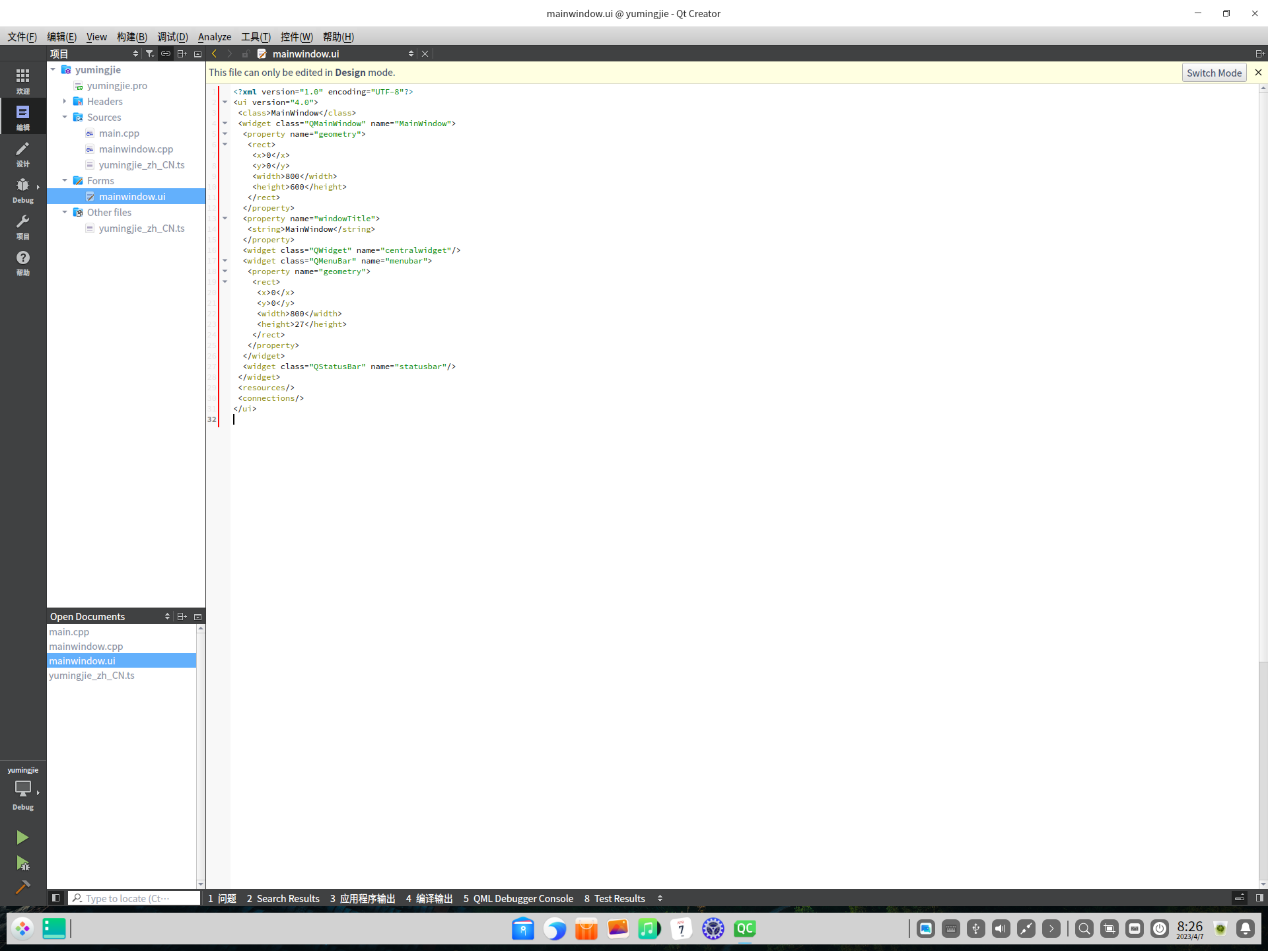 mainwindow.ui @ yumingjie - Qt Creator
文件(F) 编辑(E) View 构建(B) 调试(D) Analyze 工具(T) 控件(W) 帮助(H)
项目
mainwindow.ui
This file can only be edited in Design mode.
Switch Mode
欢迎
编辑
设计
Debug
项目
帮助
yumingjie
yumingjie.pro
Headers
Sources
main.cpp
mainwindow.cpp
yumingjie_zh_CN.ts
Forms
mainwindow.ui
Other files
yumingjie_zh_CN.ts
<?xml version="1.0" encoding="UTF-8"?>
<ui version="4.0">
<class>MainWindow</class>
<widget class="QMainWindow" name="MainWindow">
<property name="geometry">
<rect>
<x>0</x>
<y>0</y>
<width>800</width>
<height>600</height>
</rect>
</property>
<property name="windowTitle">
<string>MainWindow</string>
</property>
<widget class="QWidget" name="centralwidget"/>
<widget class="QMenuBar" name="menubar">
<property name="geometry">
<rect>
<x>0</x>
<y>0</y>
<width>800</width>
<height>27</height>
</rect>
</property>
</widget>
<widget class="QStatusBar" name="statusbar"/>
</widget>
<resources/>
<connections/>
</ui>
32
Open Documents
main.cpp
mainwindow.cpp
mainwindow.ui
yumingjie_zh_CN.ts
yumingjie
Debug
Type to locate (Ct···
1 问题 2 Search Results 3 应用程序输出 4 编译输出 5 QML Debugger Console 8 Test Results
7
QC
8:26
2023/4/7